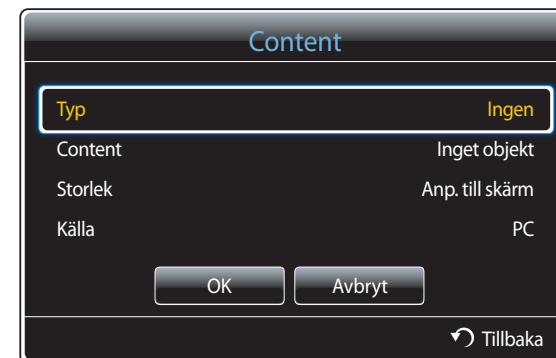 Content
Typ Ingen
Content Inget objekt
Storlek Anp. till skärm
Källa PC
OK Avbryt
Tillbaka